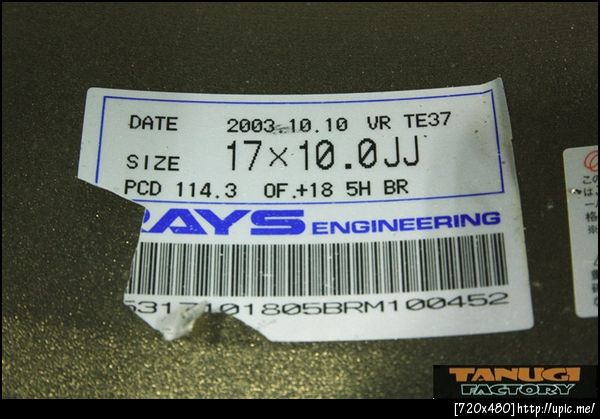 DATE 2003.10.10 VR TE37
SIZE 17×10.0JJ
PCD 114.3 OF.+18 5H BR
RAYS ENGINEERING
5317101805BRM100452
TANUGI
FACTORY
[720x480]http://upic.me/